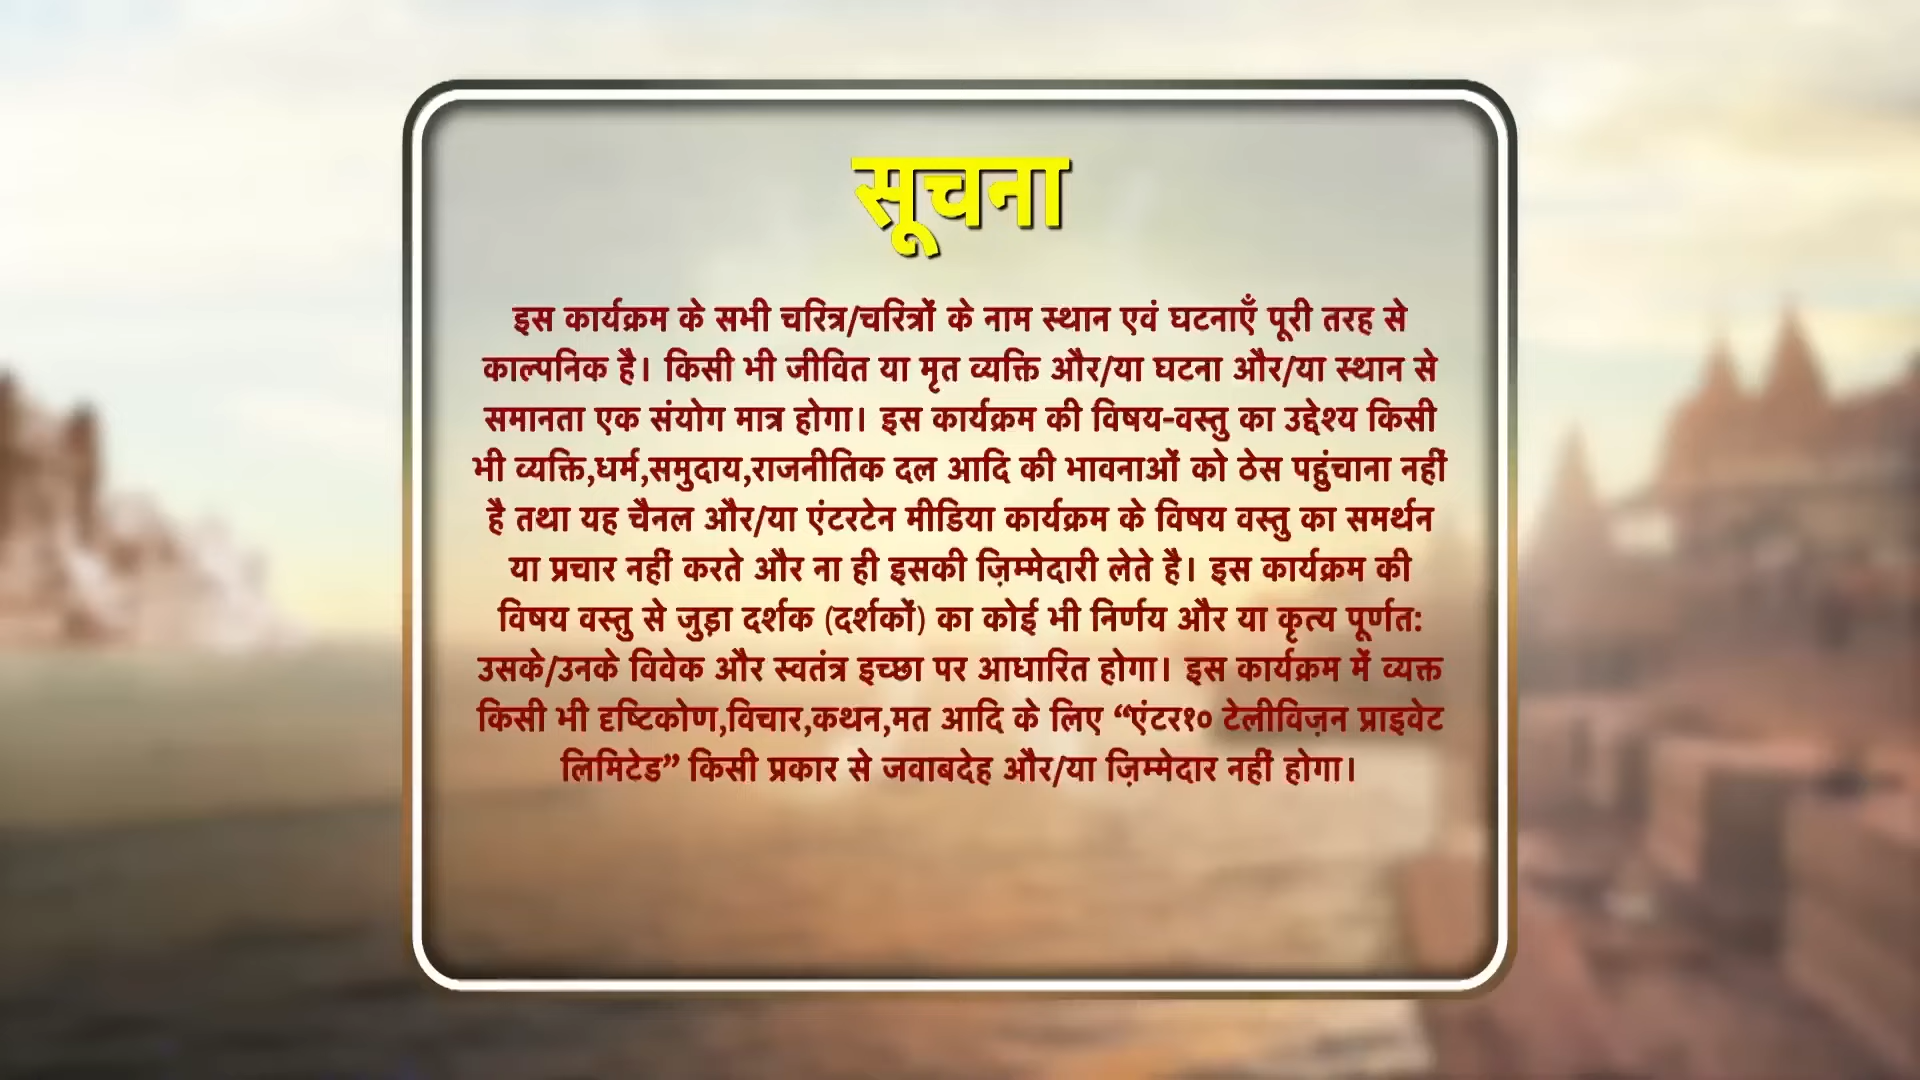 सूचना
इस कार्यक्रम के सभी चरित्र/चरित्रों के नाम स्थान एवं घटनाएँ पूरी तरह से
काल्पनिक है। किसी भी जीवित या मृत व्यक्ति और/या घटना और/या स्थान से
समानता एक संयोग मात्र होगा। इस कार्यक्रम की विषय-वस्तु का उद्देश्य किसी
भी व्यक्ति,धर्म,समुदाय,राजनीतिक दल आदि की भावनाओं को ठेस पहुंचाना नहीं
है तथा यह चैनल और/या एंटरटेन मीडिया कार्यक्रम के विषय वस्तु का समर्थन
या प्रचार नहीं करते और ना ही इसकी ज़िम्मेदारी लेते है। इस कार्यक्रम की
विषय वस्तु से जुड़ा दर्शक (दर्शकों) का कोई भी निर्णय और या कृत्य पूर्णत:
उसके/उनके विवेक और स्वतंत्र इच्छा पर आधारित होगा। इस कार्यक्रम में व्यक्त
किसी भी दृष्टिकोण,विचार,कथन,मत आदि के लिए “एंटर१० टेलीविज़न प्राइवेट
लिमिटेड” किसी प्रकार से जवाबदेह और/या ज़िम्मेदार नहीं होगा।